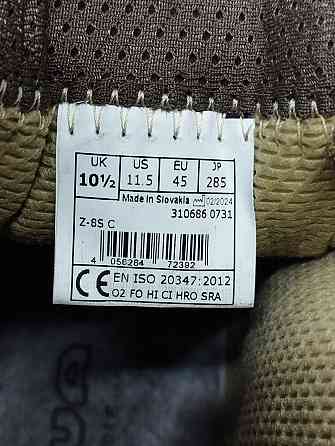 UK US EU JP
10½ 11.5 45 285
Made in Slovakia 02/2024
310686 0731
Z-8S C
4 056284 72392
CE EN ISO 20347:2012
O2 FO HI CI HRO SRA